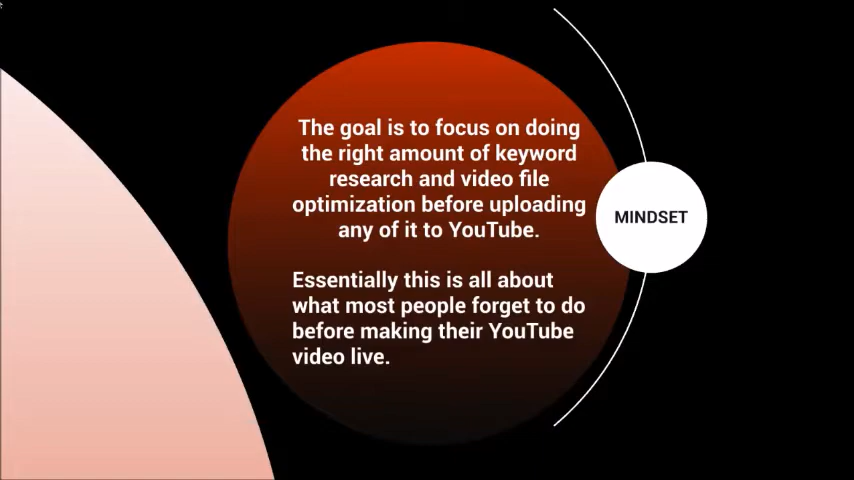 The goal is to focus on doing
the right amount of keyword
research and video file
optimization before uploading
any of it to YouTube.
Essentially this is all about
what most people forget to do
before making their YouTube
video live.
MINDSET